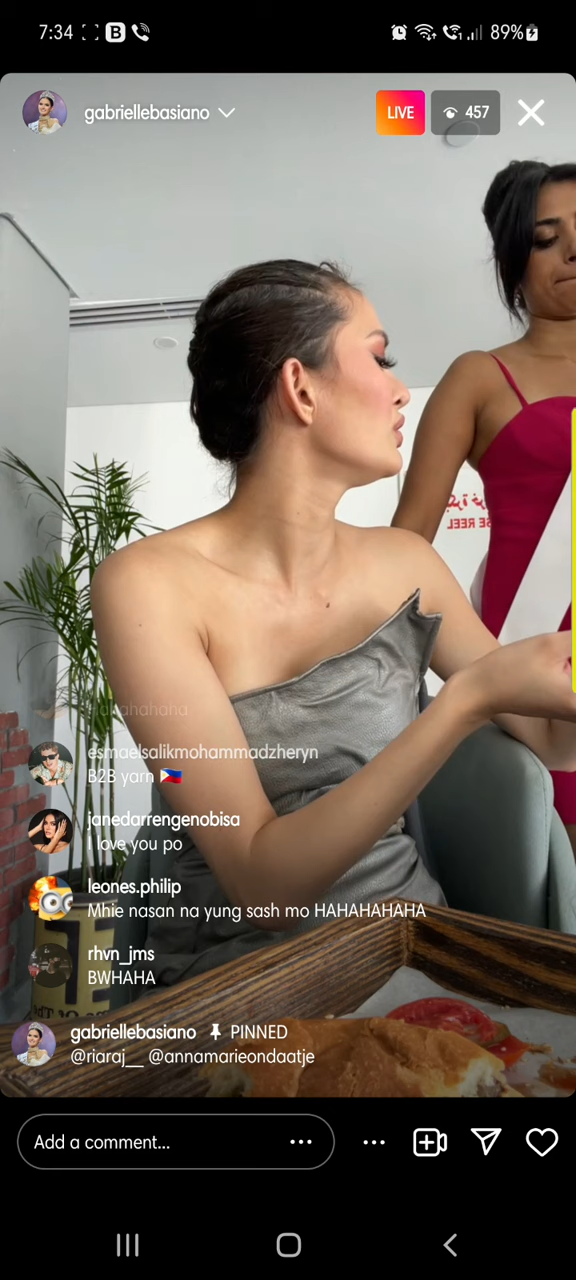 7:34
89%
gabriellebasiano
LIVE
457
esmaelsalikmohammadzheryn
B2B yarn 🇵🇭
janedarrengenobisa
I love you po
leones.philip
Mhie nasan na yung sash mo HAHAHAHAHA
rhvn_jms
BWHAHA
gabriellebasiano PINNED
@riaraj__ @annamarieondaatje
Add a comment...